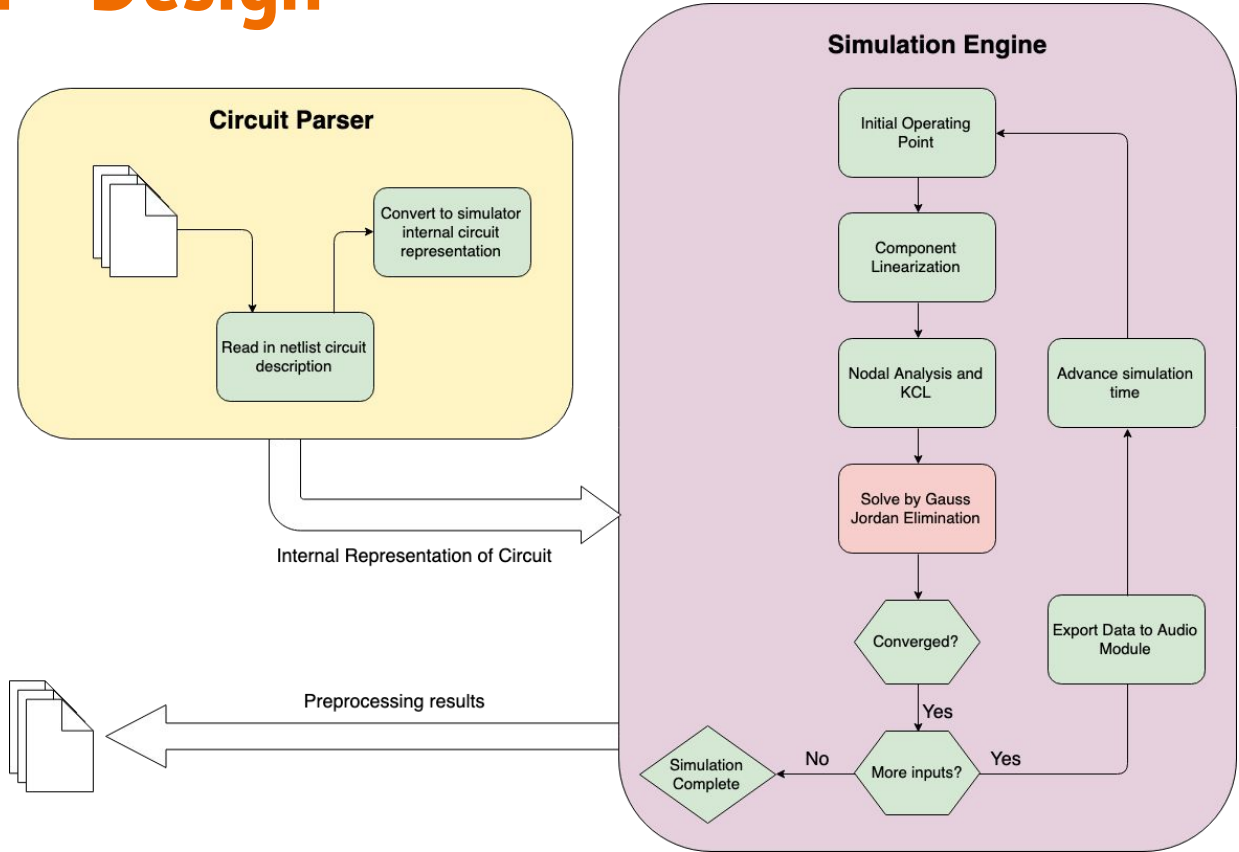 Design
Simulation Engine
Circuit Parser
Initial Operating
Point
Convert to simulator
internal circuit
representation
Component
Linearization
Read in netlist circuit
description
Nodal Analysis and
KCL
Advance simulation
time
Solve by Gauss
Jordan Elimination
Internal Representation of Circuit
Converged?
Export Data to Audio
Module
Preprocessing results
Yes
Simulation
Complete
No
More inputs?
Yes